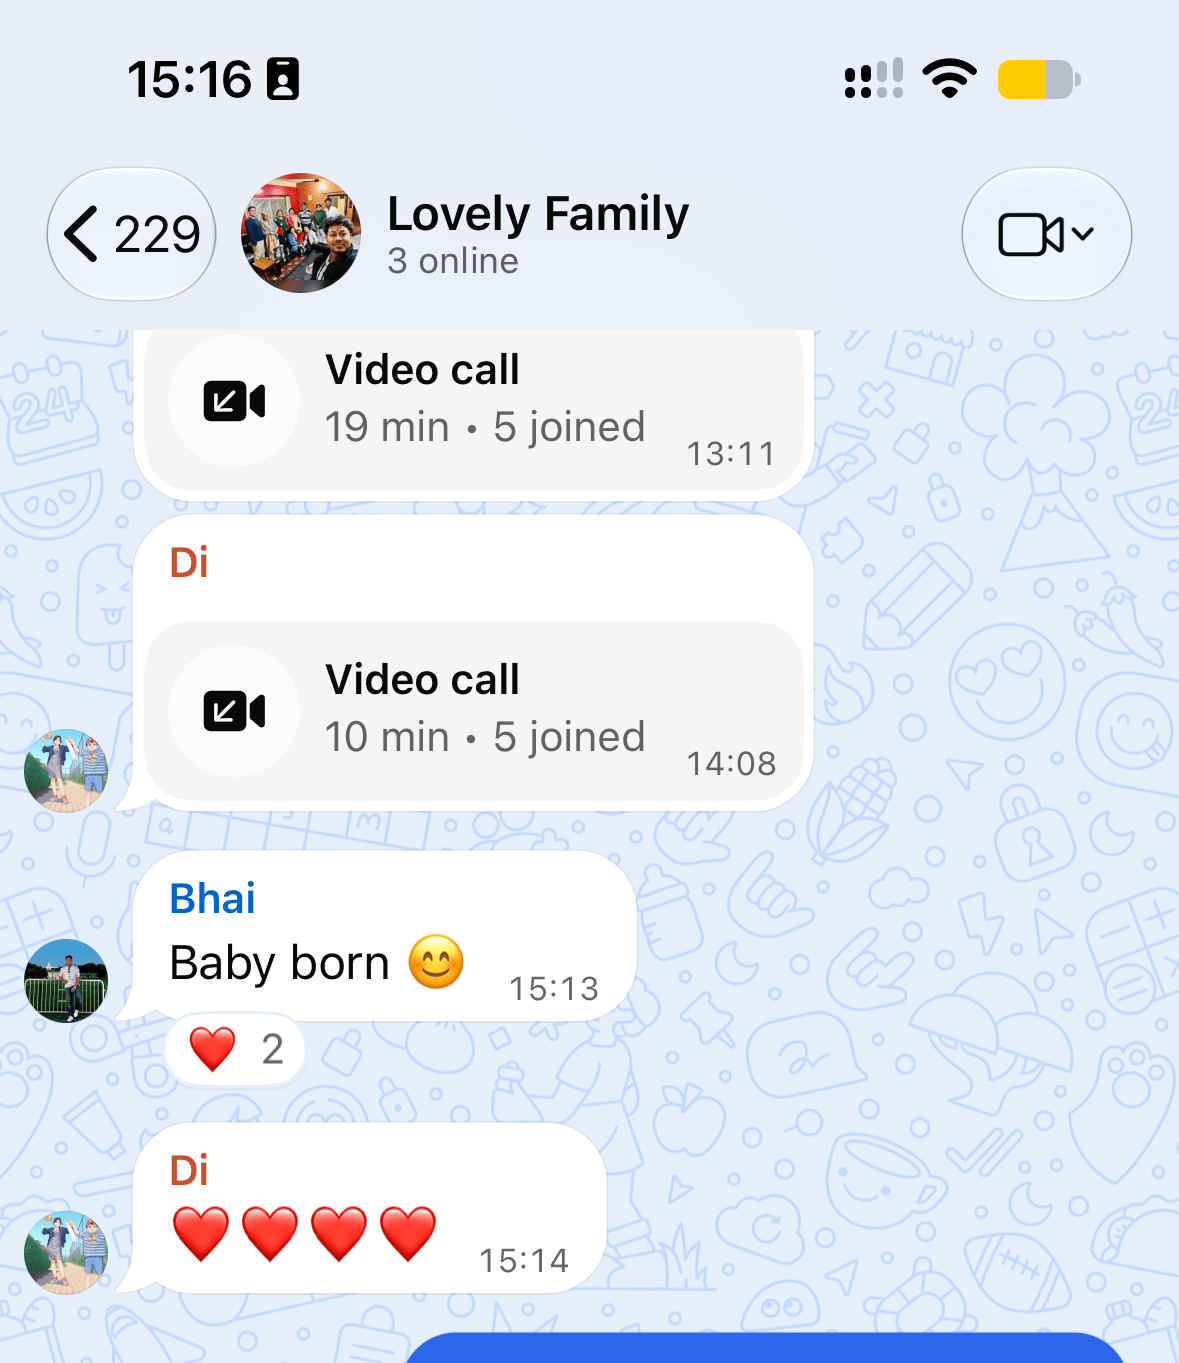 15:16
229
Lovely Family
3 online
Video call
19 min • 5 joined
13:11
Di
Video call
10 min • 5 joined
14:08
Bhai
Baby born 😊
15:13
❤️ 2
Di
❤️❤️❤️❤️
15:14